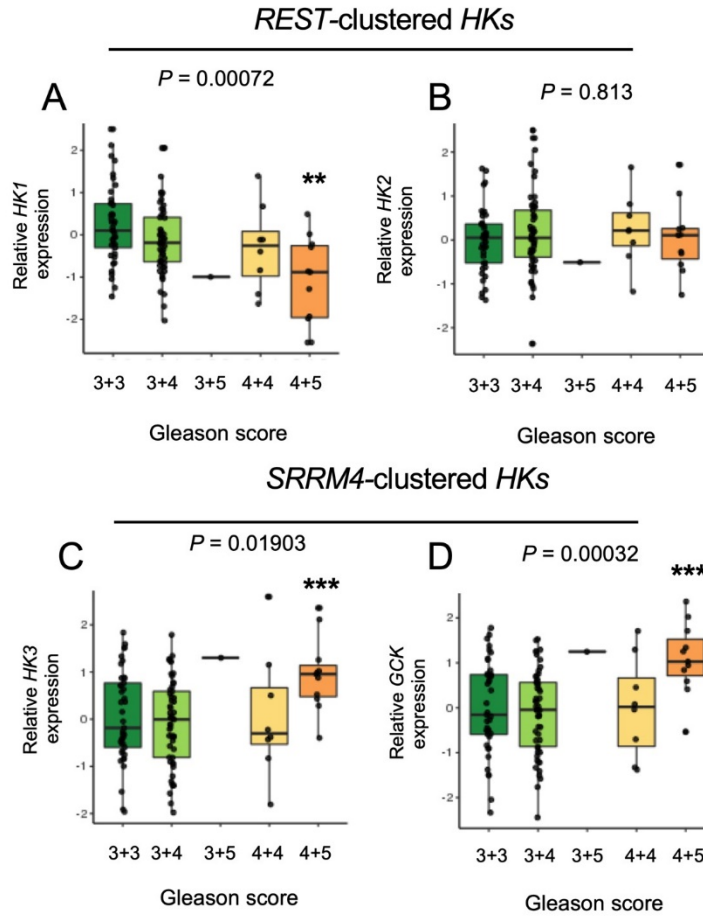 REST-clustered HKs
A
P = 0.00072
B
P = 0.813
Relative HK1
expression
2
1
0
-1
-2
**
3+3 3+4 3+5 4+4 4+5
Gleason score
Relative HK2
expression
2
1
0
-1
-2
3+3 3+4 3+5 4+4 4+5
Gleason score
SRRM4-clustered HKs
C
P = 0.01903
D
P = 0.00032
Relative HK3
expression
2
1
0
-1
-2
***
3+3 3+4 3+5 4+4 4+5
Gleason score
Relative GCK
expression
2
1
0
-1
-2
***
3+3 3+4 3+5 4+4 4+5
Gleason score